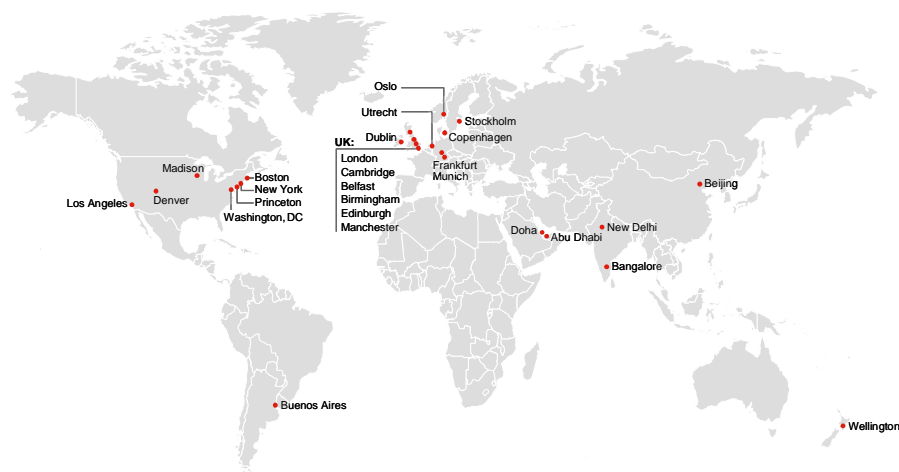 Oslo
Utrecht
Stockholm
Dublin
Copenhagen
UK:
London
Cambridge
Belfast
Birmingham
Edinburgh
Manchester
Frankfurt
Munich
Madison
Boston
New York
Princeton
Washington, DC
Denver
Los Angeles
Beijing
Doha
Abu Dhabi
New Delhi
Bangalore
Buenos Aires
Wellington